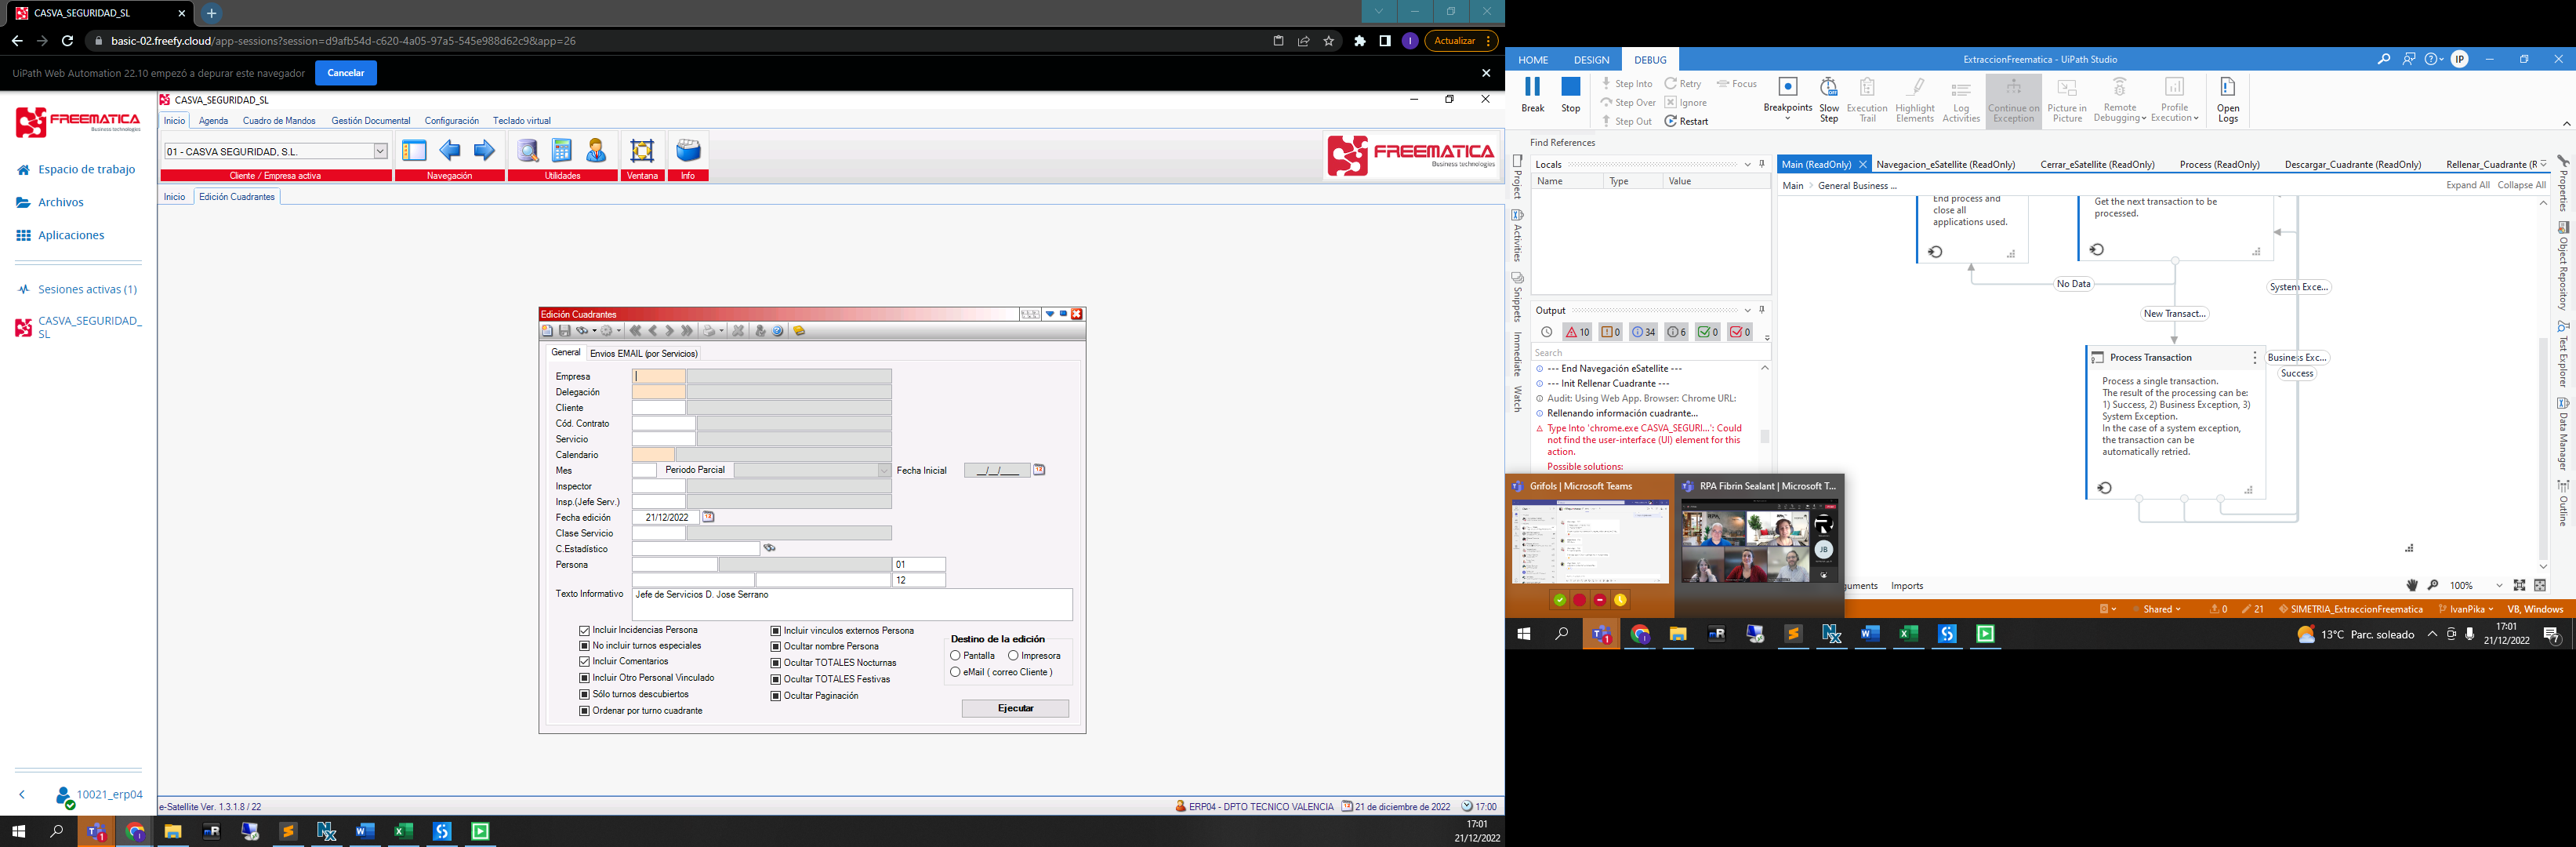 CASVA_SEGURIDAD_SL
basic-02.freefy.cloud/app-sessions?session=d9afb54d-c620-4a05-97a5-545e988d62c9&app=26
Actualizar
UiPath Web Automation 22.10 empezó a depurar este navegador
Cancelar
FREEMATICA
Business technologies
Espacio de trabajo
Archivos
Aplicaciones
Sesiones activas (1)
CASVA_SEGURIDAD_
SL
10021_erp04
CASVA_SEGURIDAD_SL
Inicio Agenda Cuadro de Mandos Gestión Documental Configuración Teclado virtual
01 - CASVA SEGURIDAD, S.L.
Cliente / Empresa activa Navegación Utilidades Ventana Info
FREEMATICA
Business technologies
Inicio Edición Cuadrantes
Edición Cuadrantes
General Envios EMAIL (por Servicios)
Empresa
Delegación
Cliente
Cód. Contrato
Servicio
Calendario
Mes Periodo Parcial Fecha Inicial __/__/____
Inspector
Insp.(Jefe Serv.)
Fecha edición 21/12/2022
Clase Servicio
C.Estadístico
Persona 01
12
Texto Informativo Jefe de Servicios D. Jose Serrano
Incluir Incidencias Persona
No incluir turnos especiales
Incluir Comentarios
Incluir Otro Personal Vinculado
Sólo turnos descubiertos
Ordenar por turno cuadrante
Incluir vinculos externos Persona
Ocultar nombre Persona
Ocultar TOTALES Nocturnas
Ocultar TOTALES Festivas
Ocultar Paginación
Destino de la edición
Pantalla Impresora
eMail ( correo Cliente )
Ejecutar
e-Satellite Ver. 1.3.1.8 / 22
ERP04 - DPTO TECNICO VALENCIA 21 de diciembre de 2022 17:00
17:01
21/12/2022
HOME DESIGN DEBUG
ExtraccionFreematica - UiPath Studio
IP
Break Stop
Step Into
Step Over
Step Out
Retry
Ignore
Restart
Focus
Breakpoints
Slow
Step
Execution
Trail
Highlight
Elements
Log
Activities
Continue on
Exception
Picture in
Picture
Remote
Debugging
Profile
Execution
Open
Logs
Find References
Project
Activities
Snippets
Immediate
Watch
Locals
Name Type Value
Output
10 0 34 6 0 0
Search
--- End Navegación eSatellite ---
--- Init Rellenar Cuadrante ---
Audit: Using Web App. Browser: Chrome URL:
Rellenando información cuadrante...
Type Into 'chrome.exe CASVA_SEGURI...': Could
not find the user-interface (UI) element for this
action.
Possible solutions:
Main (ReadOnly) Navegacion_eSatellite (ReadOnly) Cerrar_eSatellite (ReadOnly) Process (ReadOnly) Descargar_Cuadrante (ReadOnly) Rellenar_Cuadrante (R
Main General Business ...
Expand All Collapse All
End process and
close all
applications used.
Get the next transaction to be
processed.
No Data
System Exce...
New Transact...
Process Transaction
Business Exc...
Success
Process a single transaction.
The result of the processing can be:
1) Success, 2) Business Exception, 3)
System Exception.
In the case of a system exception,
the transaction can be
automatically retried.
Properties
Object Repository
Test Explorer
Data Manager
Outline
guments Imports
100%
Grifols | Microsoft Teams
RPA Fibrin Sealant | Microsoft T...
JB
Shared 0 21 SIMETRIA_ExtraccionFreematica IvanPika VB, Windows
13°C Parc. soleado
17:01
21/12/2022
7